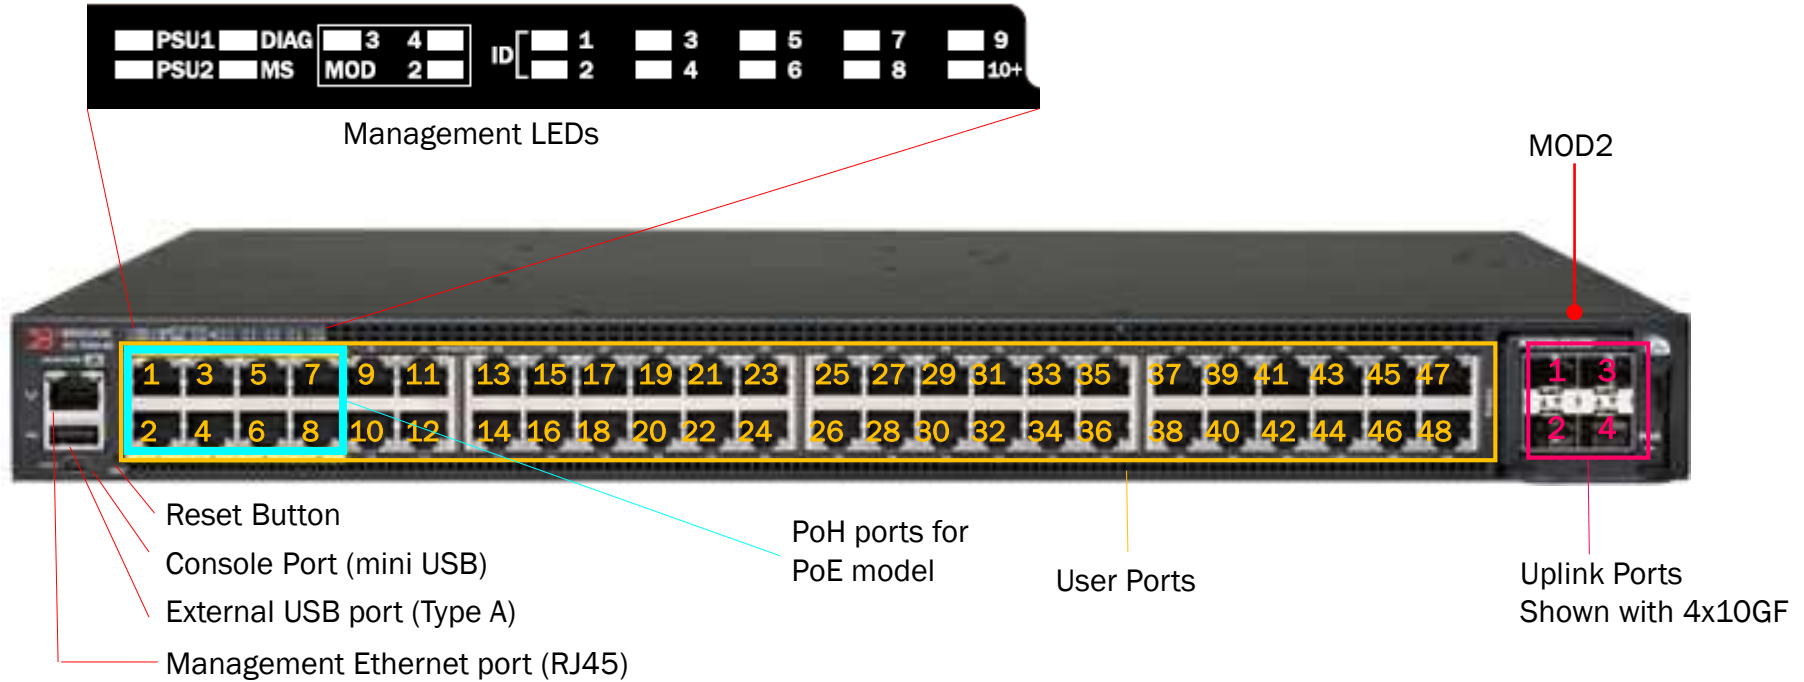 PSU1 DIAG 3 4 ID 1 3 5 7 9
PSU2 MS MOD 2 2 4 6 8 10+
Management LEDs
MOD2
1 3 5 7 9 11 13 15 17 19 21 23 25 27 29 31 33 35 37 39 41 43 45 47 1 3
2 4 6 8 10 12 14 16 18 20 22 24 26 28 30 32 34 36 38 40 42 44 46 48 2 4
Reset Button
Console Port (mini USB)
External USB port (Type A)
Management Ethernet port (RJ45)
PoH ports for
PoE model
User Ports
Uplink Ports
Shown with 4x10GF